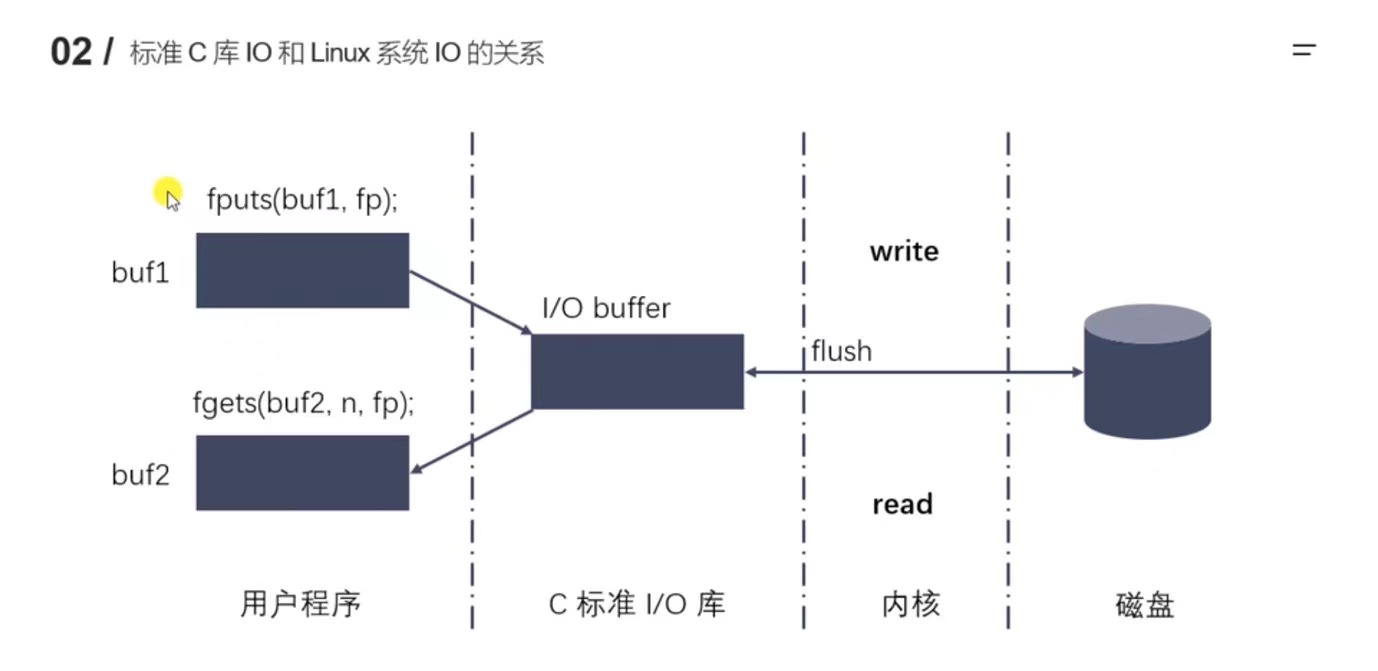 02 / 标准 C 库 IO 和 Linux 系统 IO 的关系
fputs(buf1, fp);
buf1
write
I/O buffer
flush
fgets(buf2, n, fp);
buf2
read
用户程序
C 标准 I/O 库
内核
磁盘